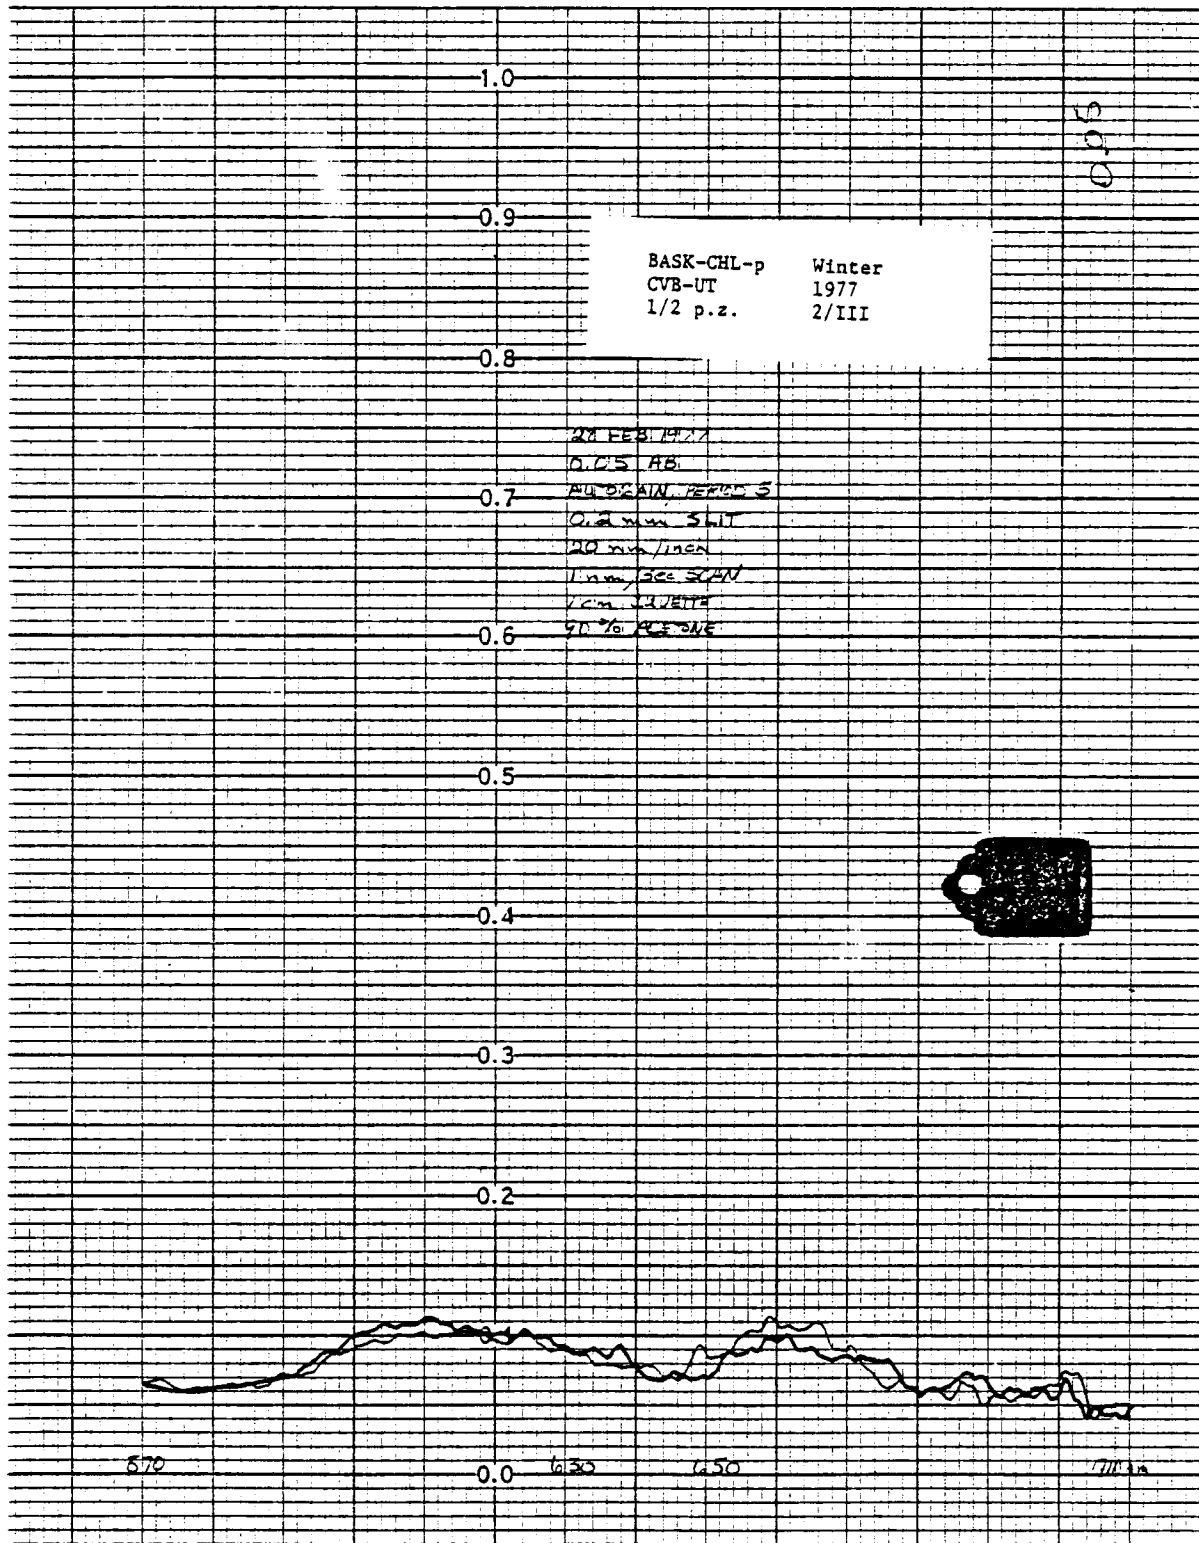 1.0
0.05
0.9
BASK-CHL-p Winter
CVB-UT 1977
1/2 p.z. 2/III
0.8
FEB 1977
0.05 AB
0.7
PERIOD 5
0.2 mm SLIT
20 nm/inch
1 nm/sec SCAN
1 cm
90 % ACETONE
0.6
0.5
0.4
0.3
0.2
570
0.0
630
650